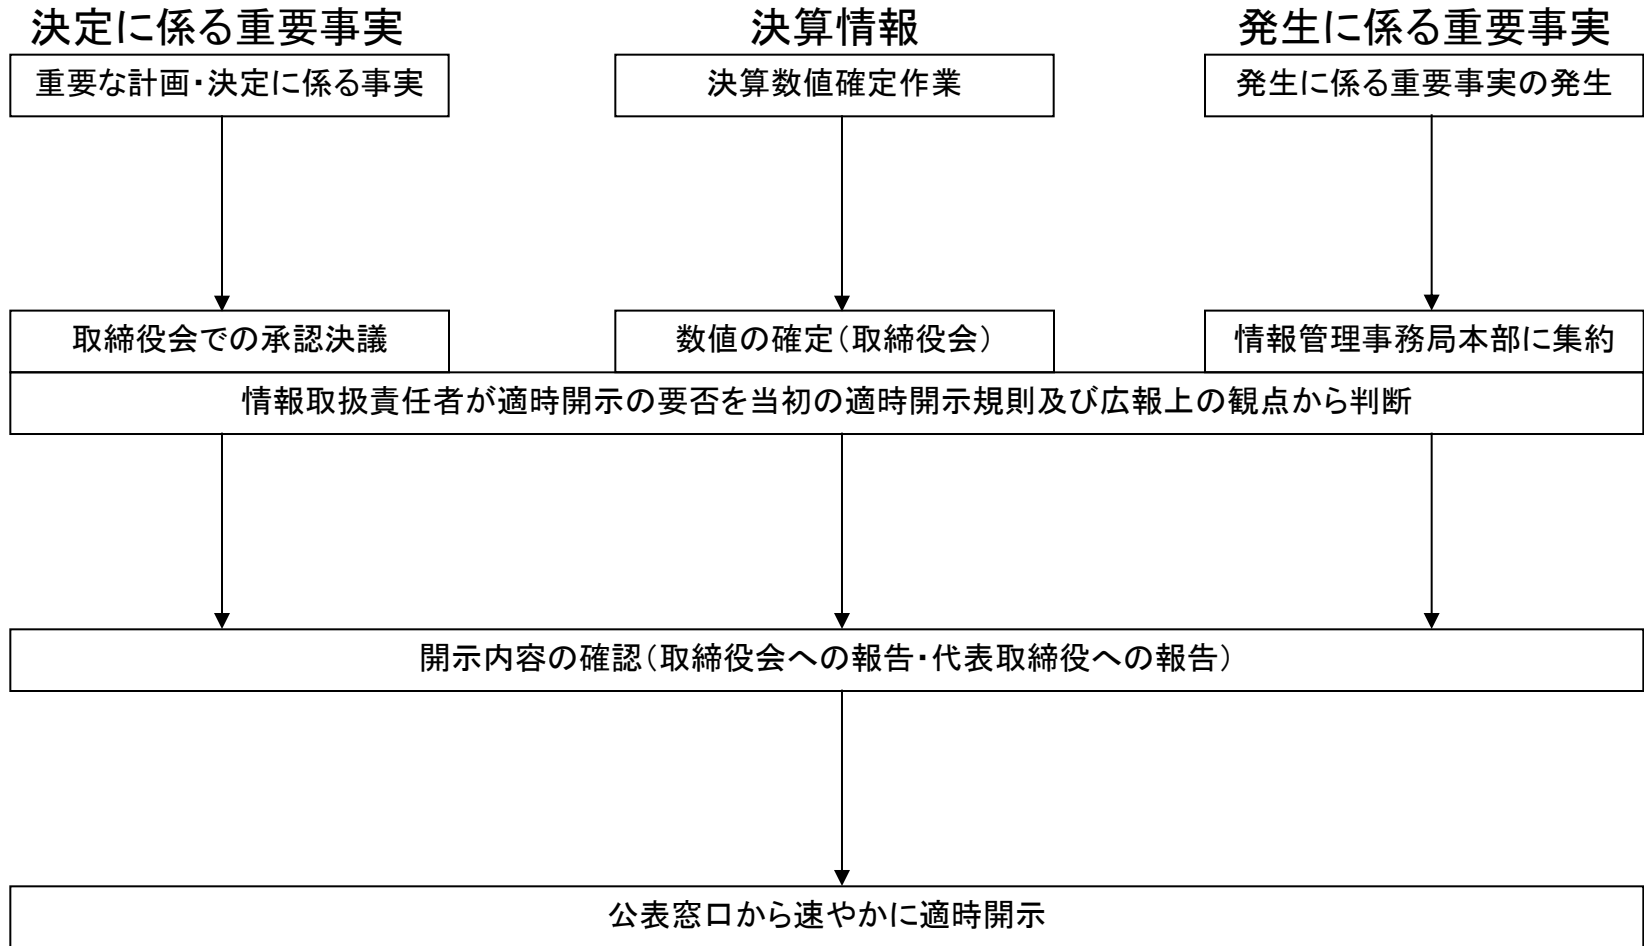 決定に係る重要事実
決算情報
発生に係る重要事実
重要な計画・決定に係る事実
決算数値確定作業
発生に係る重要事実の発生
取締役会での承認決議
数値の確定(取締役会)
情報管理事務局本部に集約
情報取扱責任者が適時開示の要否を当初の適時開示規則及び広報上の観点から判断
開示内容の確認(取締役会への報告・代表取締役への報告)
公表窓口から速やかに適時開示